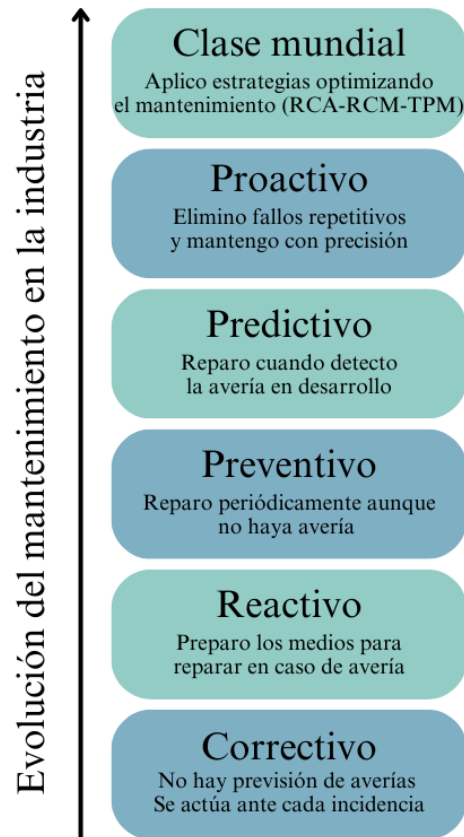 Evolución del mantenimiento en la industria
Clase mundial
Aplico estrategias optimizando
el mantenimiento (RCA-RCM-TPM)
Proactivo
Elimino fallos repetitivos
y mantengo con precisión
Predictivo
Reparo cuando detecto
la avería en desarrollo
Preventivo
Reparo periódicamente aunque
no haya avería
Reactivo
Preparo los medios para
reparar en caso de avería
Correctivo
No hay previsión de averías
Se actúa ante cada incidencia